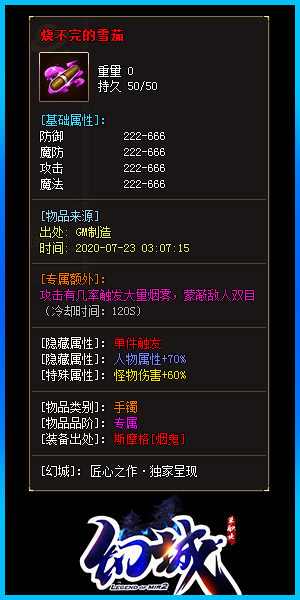 烧不完的雪茄
重量 0
持久 50/50
[基础属性]:
防御 222-666
魔防 222-666
攻击 222-666
魔法 222-666
[物品来源]
出处: GM制造
时间: 2020-07-23 03:07:15
[专属额外]:
攻击有几率触发大量烟雾，蒙蔽敌人双目
（冷却时间: 120S）
[隐藏属性]: 单件触发
[隐藏属性]: 人物属性+70%
[特殊属性]: 怪物伤害+60%
[物品类别]: 手镯
[物品品阶]: 专属
[装备出处]: 斯摩格[烟鬼]
[幻城]: 匠心之作·独家呈现
幻城
单职业
LEGEND OF MIR2